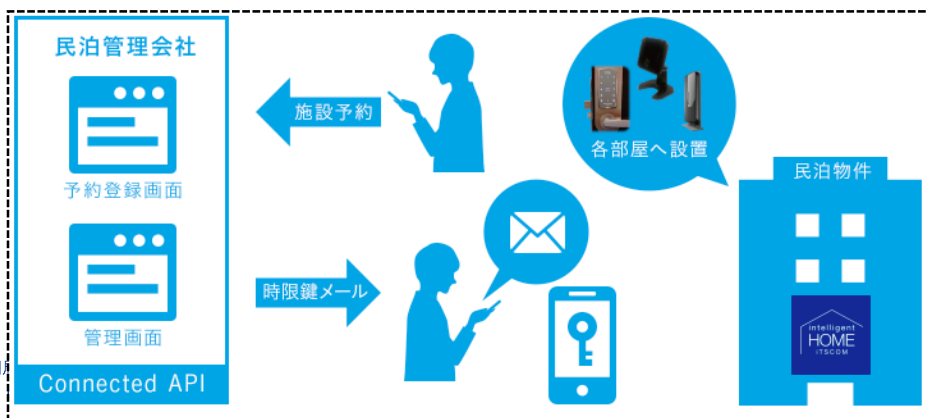 民泊管理会社
予約登録画面
管理画面
Connected API
施設予約
時限鍵メール
各部屋へ設置
民泊物件
intelligent
HOME
iTSCOM